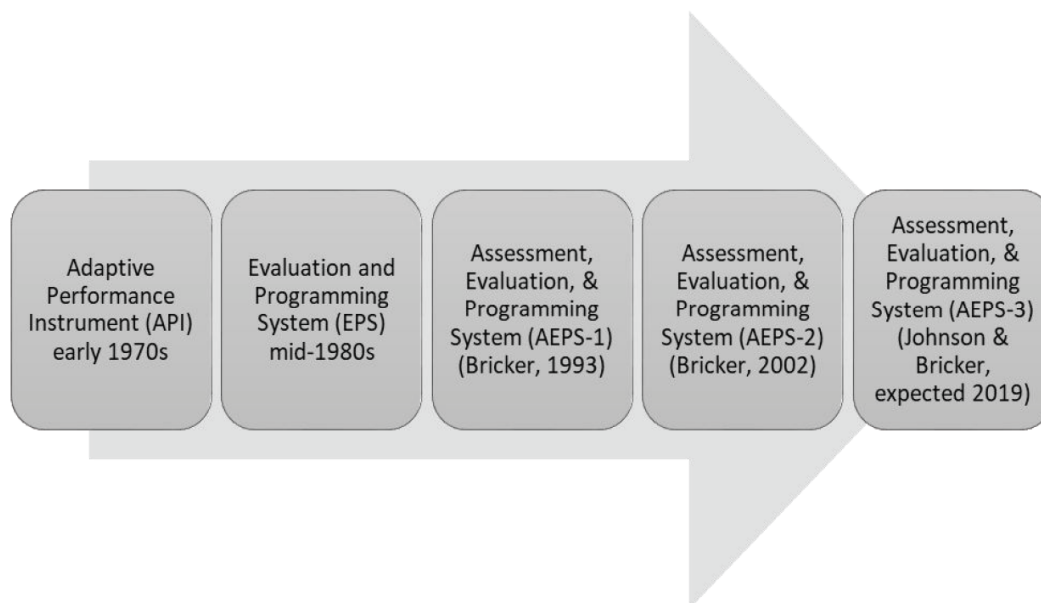 Adaptive
Performance
Instrument (API)
early 1970s
Evaluation and
Programming
System (EPS)
mid-1980s
Assessment,
Evaluation, &
Programming
System (AEPS-1)
(Bricker, 1993)
Assessment,
Evaluation, &
Programming
System (AEPS-2)
(Bricker, 2002)
Assessment,
Evaluation, &
Programming
System (AEPS-3)
(Johnson &
Bricker,
expected 2019)